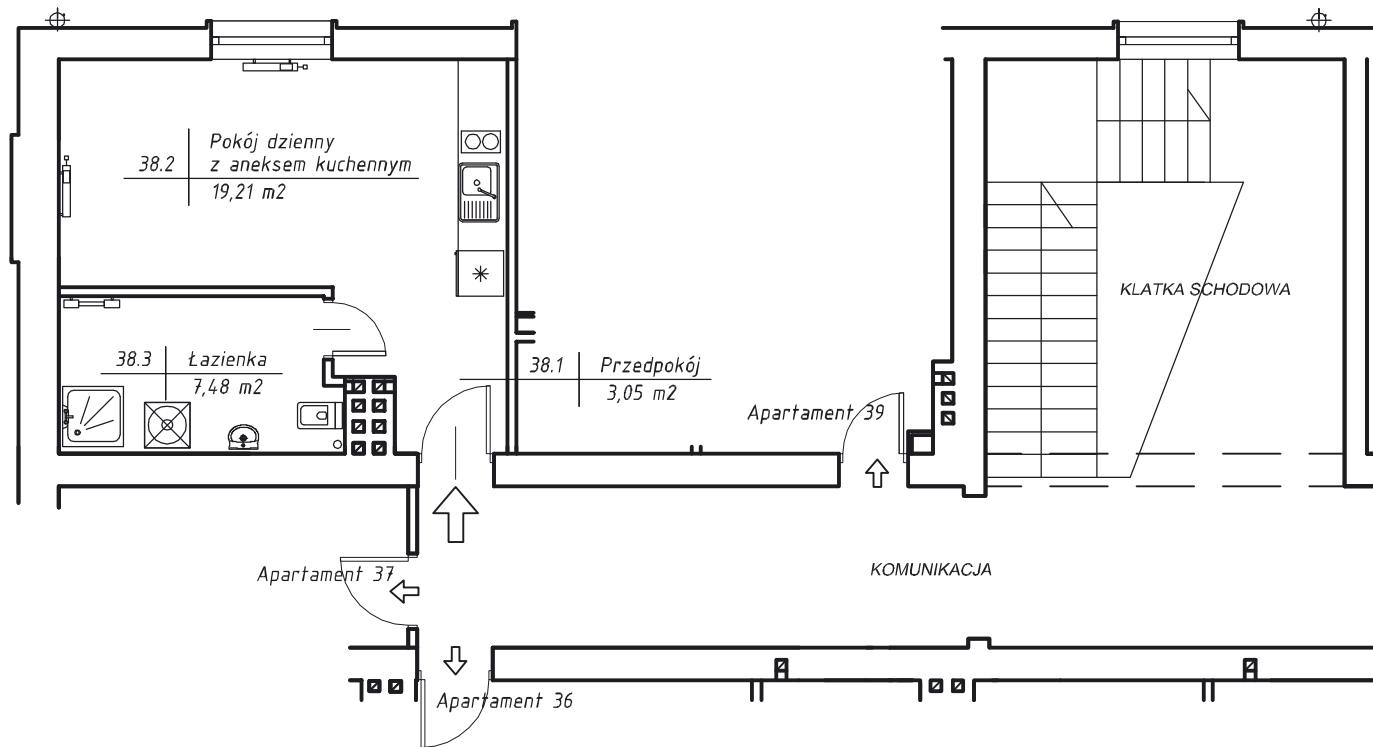 38.2
Pokój dzienny
z aneksem kuchennym
19,21 m2
38.3
Łazienka
7,48 m2
38.1
Przedpokój
3,05 m2
Apartament 39
KLATKA SCHODOWA
Apartament 37
KOMUNIKACJA
Apartament 36